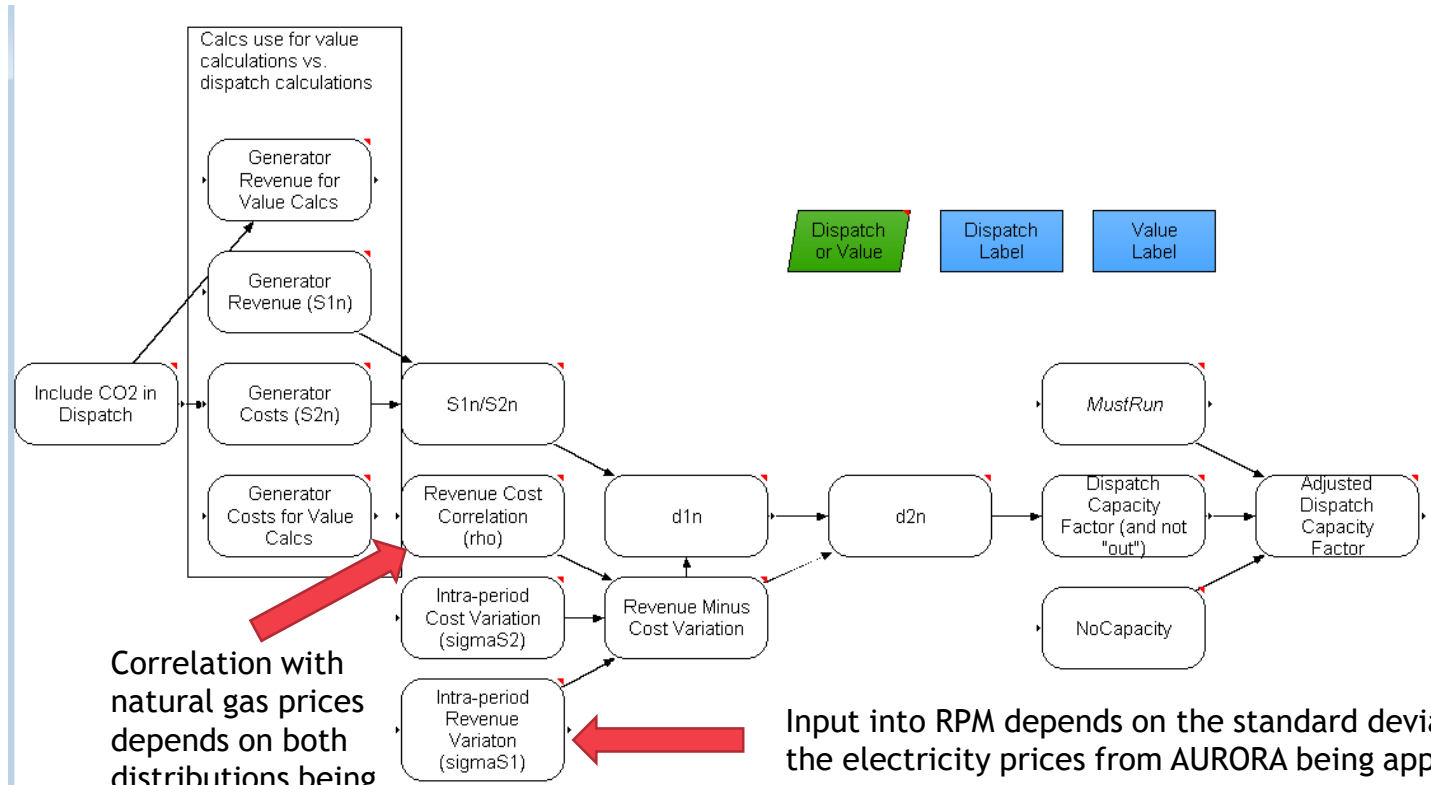 Calcs use for value
calculations vs.
dispatch calculations
Generator
Revenue for
Value Calcs
Dispatch
or Value
Dispatch
Label
Value
Label
Generator
Revenue (S1n)
Include CO2 in
Dispatch
Generator
Costs (S2n)
S1n/S2n
MustRun
Generator
Costs for Value
Calcs
Revenue Cost
Correlation
(rho)
d1n
d2n
Dispatch
Capacity
Factor (and not
"out")
Adjusted
Dispatch
Capacity
Factor
Intra-period
Cost Variation
(sigmaS2)
Revenue Minus
Cost Variation
NoCapacity
Correlation with
natural gas prices
depends on both
distributions being
Intra-period
Revenue
Variaton
(sigmaS1)
Input into RPM depends on the standard devia
the electricity prices from AURORA being app